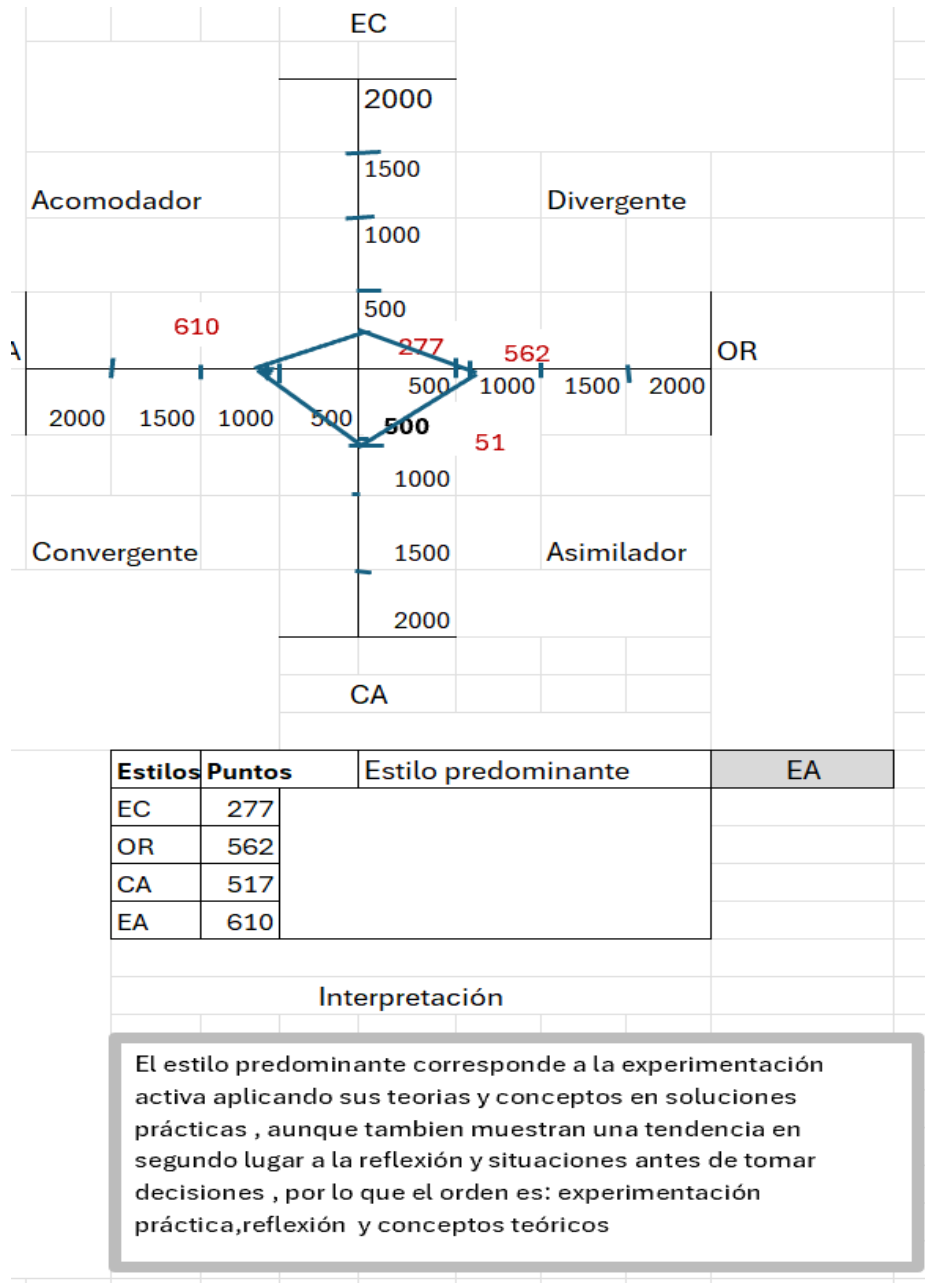 EC
2000
1500
Acomodador
Divergente
1000
500
610
277
562
A
OR
500 1000 1500 2000
2000 1500 1000 500
500
51
1000
Convergente
1500
Asimilador
2000
CA
Estilos Puntos Estilo predominante EA
EC 277
OR 562
CA 517
EA 610
Interpretación
El estilo predominante corresponde a la experimentación
activa aplicando sus teorias y conceptos en soluciones
prácticas , aunque tambien muestran una tendencia en
segundo lugar a la reflexión y situaciones antes de tomar
decisiones , por lo que el orden es: experimentación
práctica,reflexión y conceptos teóricos